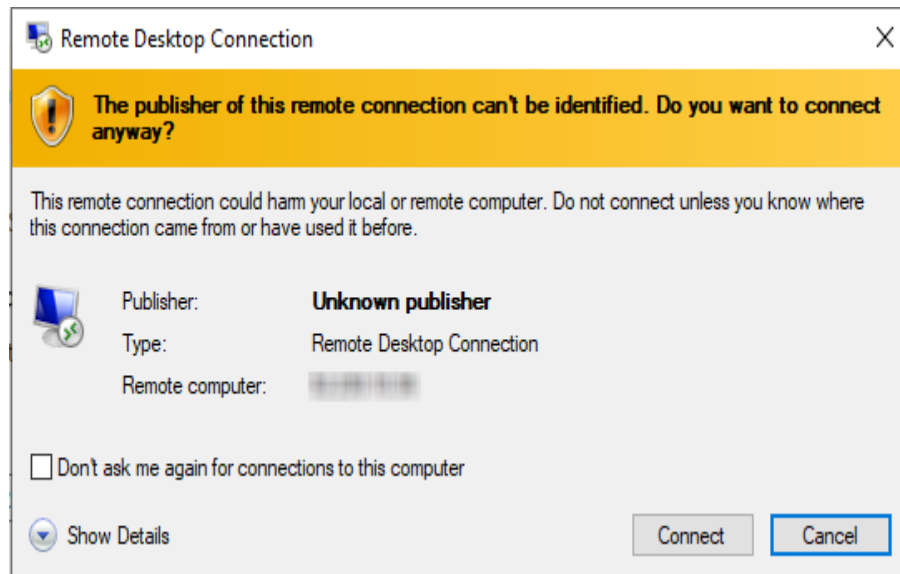 Remote Desktop Connection
The publisher of this remote connection can't be identified. Do you want to connect
anyway?
This remote connection could harm your local or remote computer. Do not connect unless you know where
this connection came from or have used it before.
Publisher: Unknown publisher
Type: Remote Desktop Connection
Remote computer:
Don't ask me again for connections to this computer
Show Details Connect Cancel